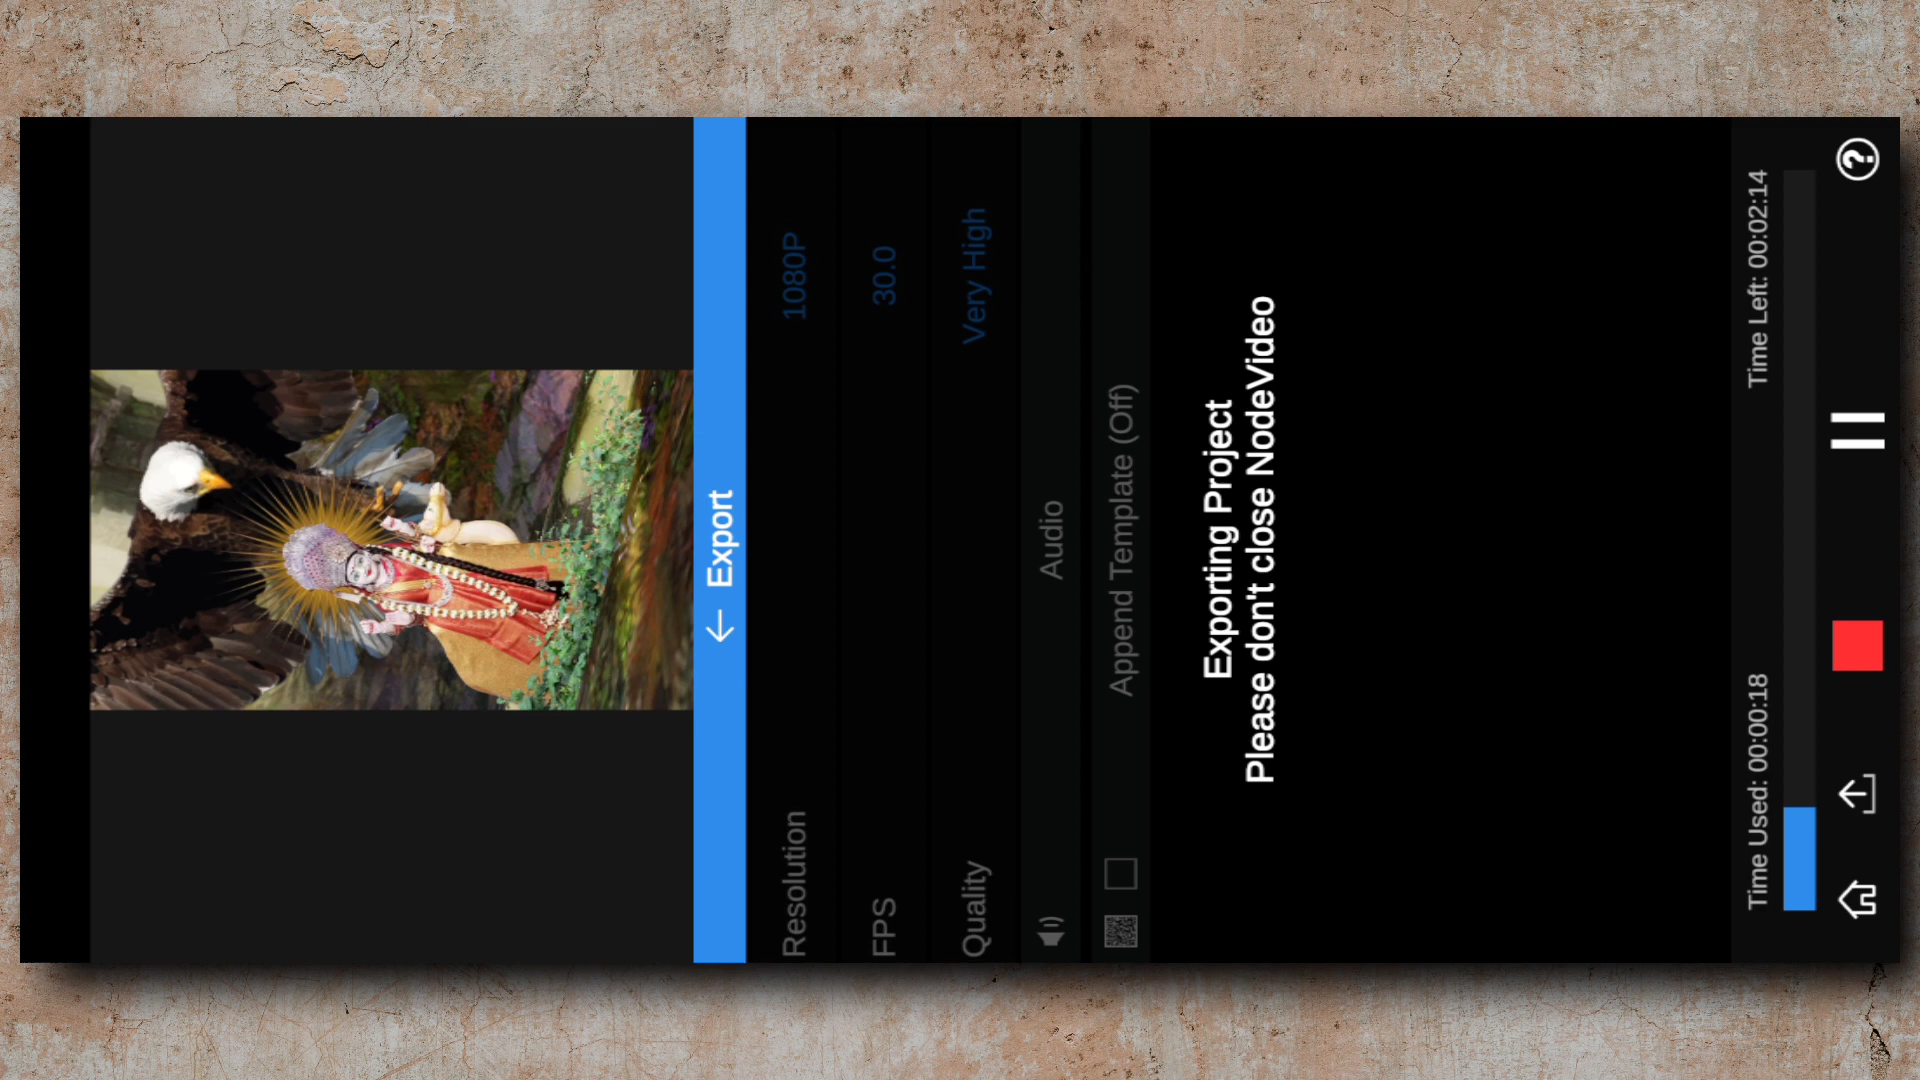 Export
Resolution 1080P
FPS 30.0
Quality Very High
Audio
Append Template (Off)
Exporting Project
Please don't close NodeVideo
Time Used: 00:00:18 Time Left: 00:02:14
?